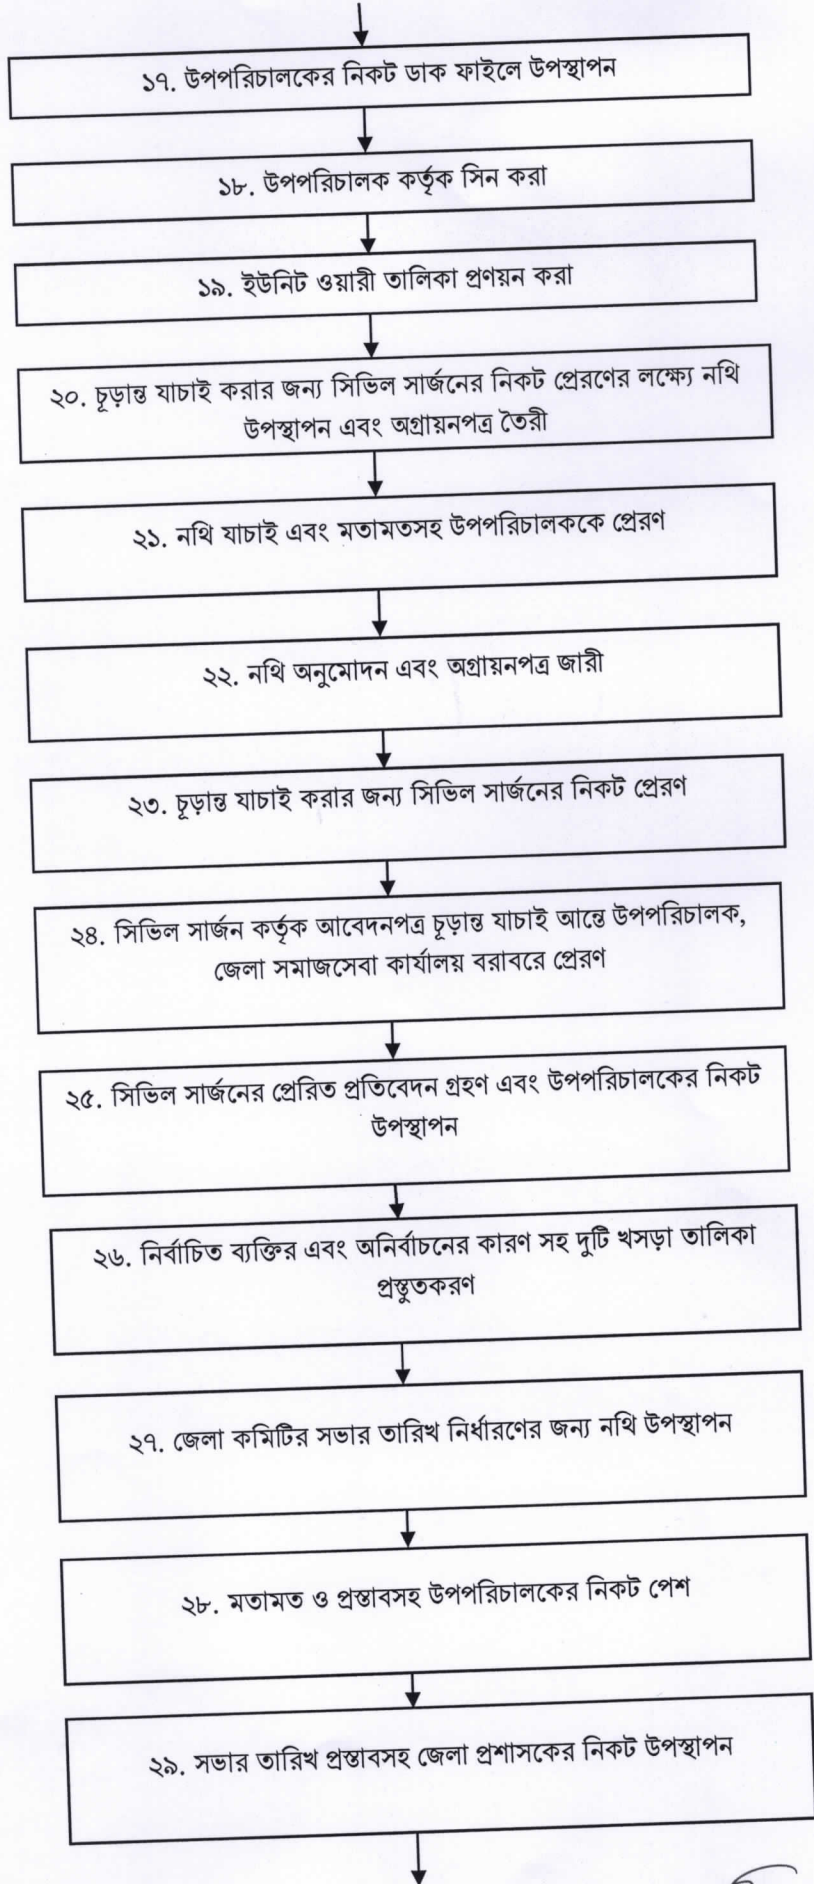 ১৭. উপপরিচালকের নিকট ডাক ফাইলে উপস্থাপন
১৮. উপপরিচালক কর্তৃক সিন করা
১৯. ইউনিট ওয়ারী তালিকা প্রণয়ন করা
২০. চূড়ান্ত যাচাই করার জন্য সিভিল সার্জনের নিকট প্রেরণের লক্ষ্যে নথি
উপস্থাপন এবং অগ্রায়নপত্র তৈরী
২১. নথি যাচাই এবং মতামতসহ উপপরিচালককে প্রেরণ
২২. নথি অনুমোদন এবং অগ্রায়নপত্র জারী
২৩. চূড়ান্ত যাচাই করার জন্য সিভিল সার্জনের নিকট প্রেরণ
২৪. সিভিল সার্জন কর্তৃক আবেদনপত্র চূড়ান্ত যাচাই আন্তে উপপরিচালক,
জেলা সমাজসেবা কার্যালয় বরাবরে প্রেরণ
২৫. সিভিল সার্জনের প্রেরিত প্রতিবেদন গ্রহণ এবং উপপরিচালকের নিকট
উপস্থাপন
২৬. নির্বাচিত ব্যক্তির এবং অনির্বাচনের কারণ সহ দুটি খসড়া তালিকা
প্রস্তুতকরণ
২৭. জেলা কমিটির সভার তারিখ নির্ধারণের জন্য নথি উপস্থাপন
২৮. মতামত ও প্রস্তাবসহ উপপরিচালকের নিকট পেশ
২৯. সভার তারিখ প্রস্তাবসহ জেলা প্রশাসকের নিকট উপস্থাপন